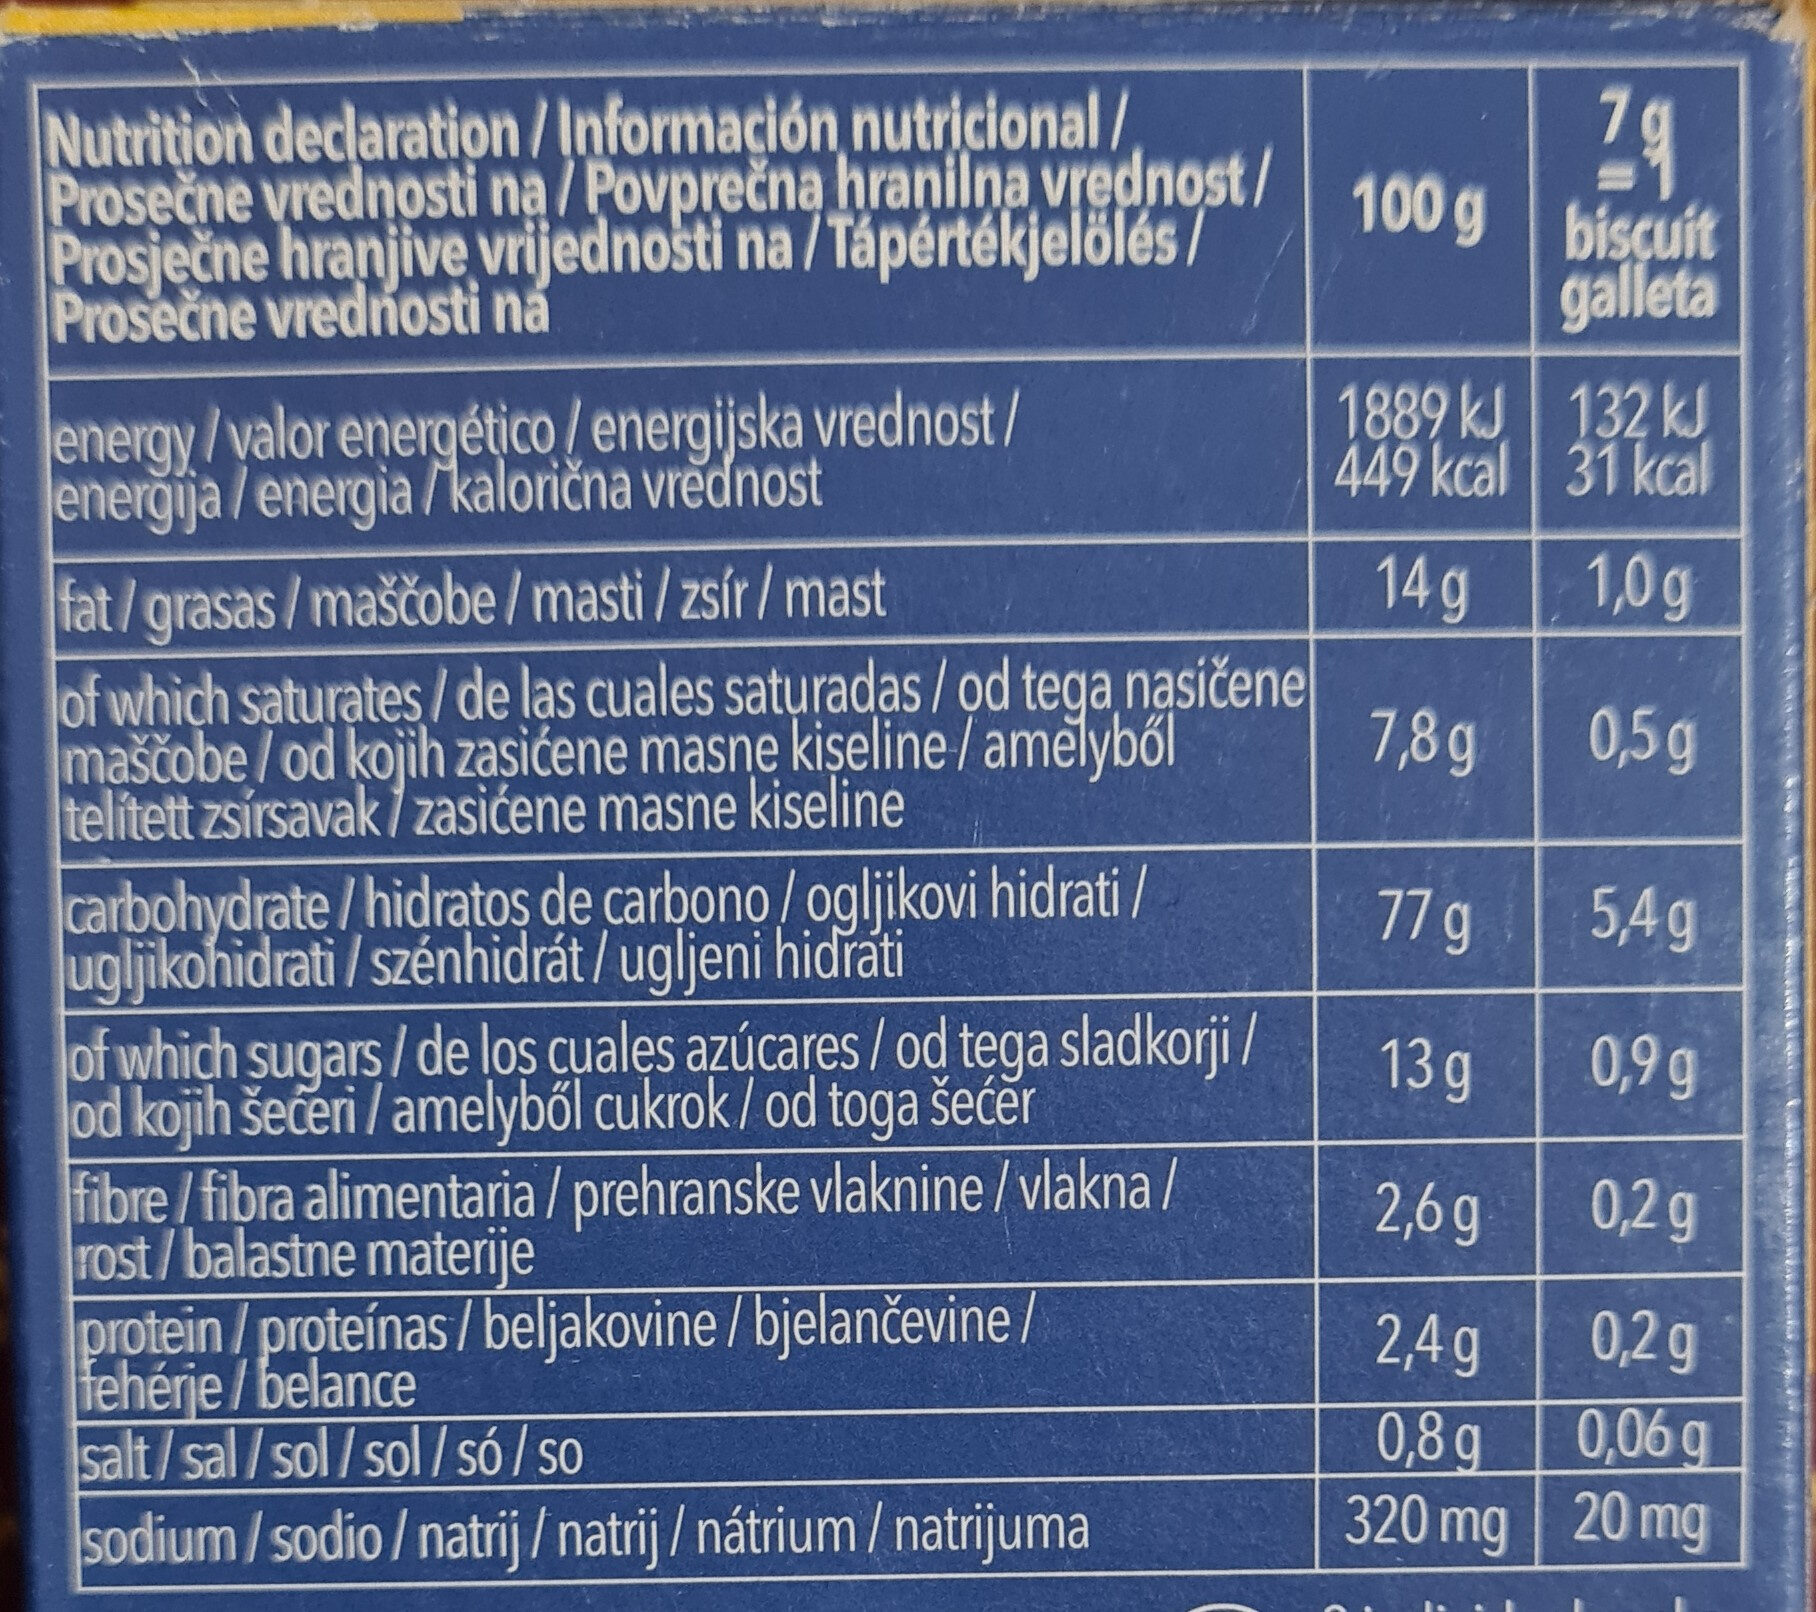 Nutrition declaration / Información nutricional /
Prosečne vrednosti na / Povprečna hranilna vrednost /
Prosječne hranjive vrijednosti na / Tápértékjelölés /
Prosečne vrednosti na
100 g
7 g
= 1
biscuit
galleta
energy / valor energético / energijska vrednost /
energija / energia / kalorična vrednost
1889 kJ
449 kcal
132 kJ
31 kcal
fat / grasas / maščobe / masti / zsír / mast
14 g
1,0 g
of which saturates / de las cuales saturadas / od tega nasičene
maščobe / od kojih zasićene masne kiseline / amelyből
telített zsírsavak / zasićene masne kiseline
7,8 g
0,5 g
carbohydrate / hidratos de carbono / ogljikovi hidrati /
ugljikohidrati / szénhidrát / ugljeni hidrati
77 g
5,4 g
of which sugars / de los cuales azúcares / od tega sladkorji /
od kojih šećeri / amelyből cukrok / od toga šećer
13 g
0,9 g
fibre / fibra alimentaria / prehranske vlaknine / vlakna /
rost / balastne materije
2,6 g
0,2 g
protein / proteínas / beljakovine / bjelančevine /
fehérje / belance
2,4 g
0,2 g
salt / sal / sol / sol / só / so
0,8 g
0,06 g
sodium / sodio / natrij / natrij / nátrium / natrijuma
320 mg
20 mg